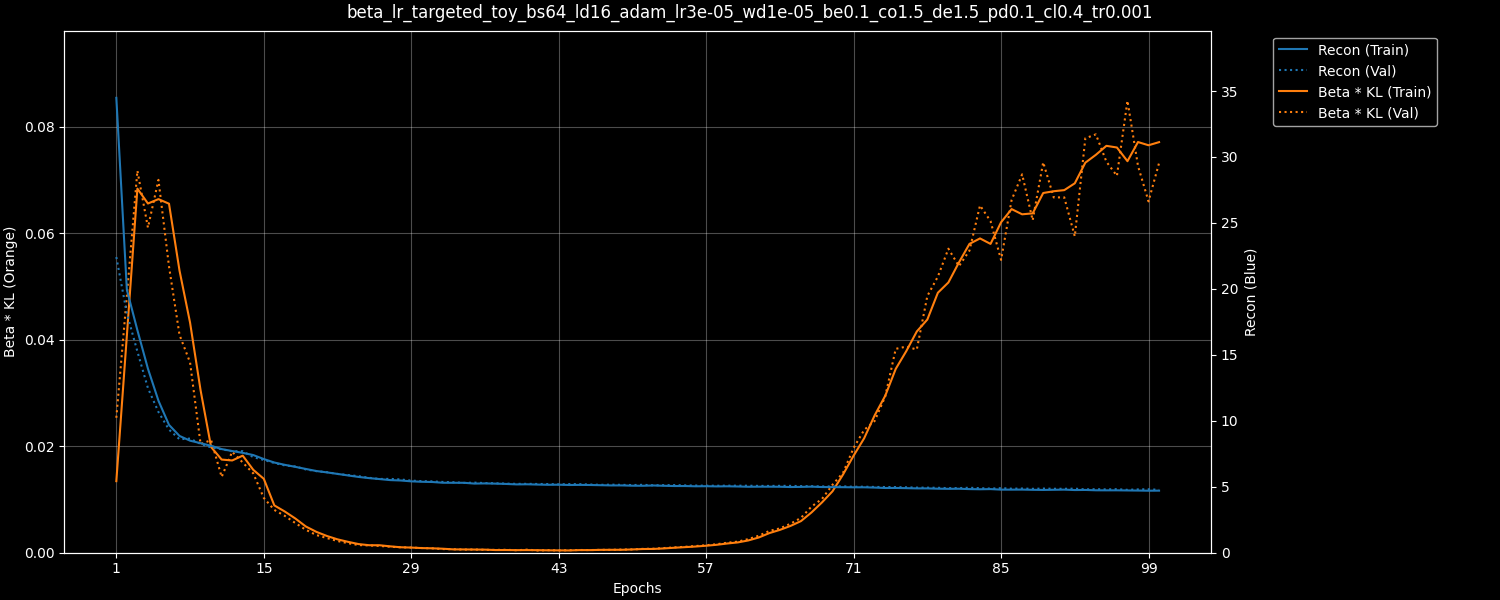 beta_lr_targeted_toy_bs64_ld16_adam_lr3e-05_wd1e-05_be0.1_co1.5_de1.5_pd0.1_cl0.4_tr0.001
Recon (Train)
Recon (Val)
Beta * KL (Train)
Beta * KL (Val)
Beta * KL (Orange)
0.08
0.06
0.04
0.02
0.00
35
30
25
20
15
10
5
0
Recon (Blue)
1 15 29 43 57 71 85 99
Epochs